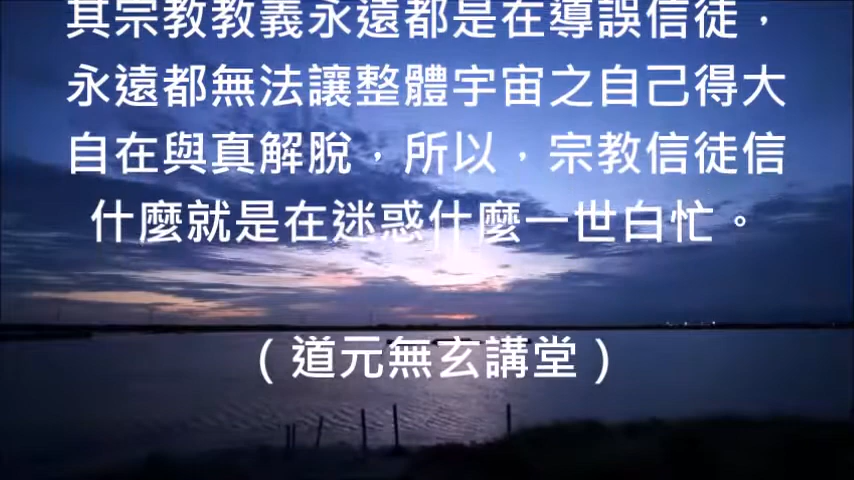 其宗教教義永遠都是在導誤信徒，
永遠都無法讓整體宇宙之自己得大
自在與真解脫，所以，宗教信徒信
什麼就是在迷惑什麼一世白忙。
（道元無玄講堂）